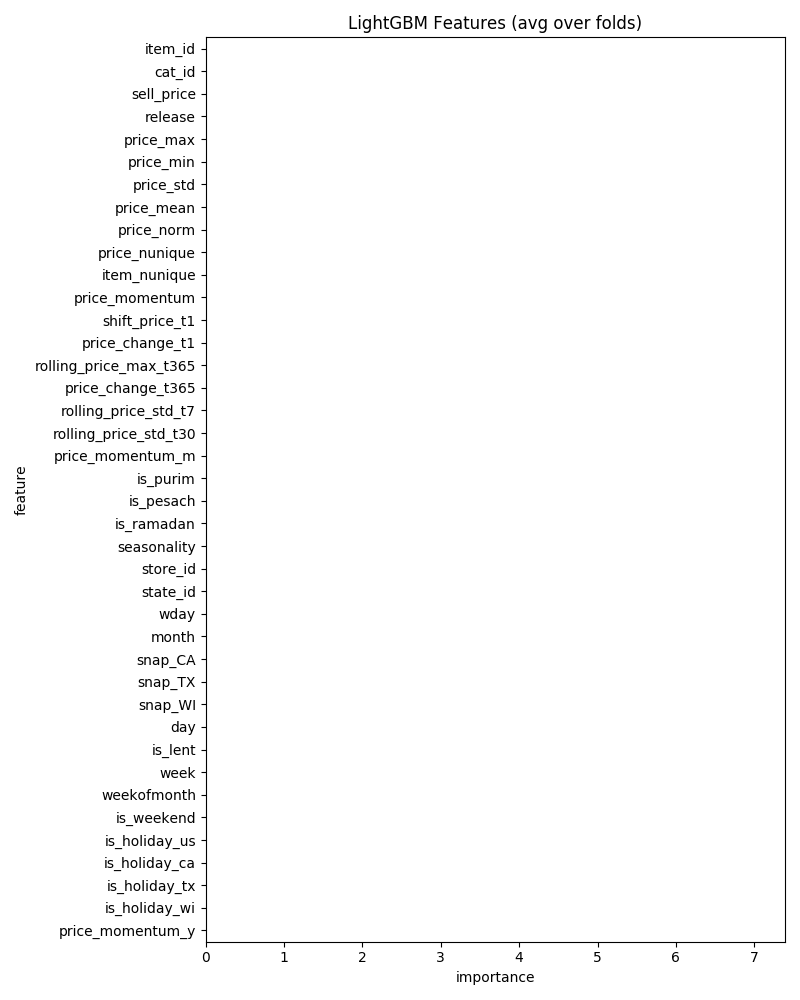 LightGBM Features (avg over folds)
item_id
cat_id
sell_price
release
price_max
price_min
price_std
price_mean
price_norm
price_nunique
item_nunique
price_momentum
shift_price_t1
price_change_t1
rolling_price_max_t365
price_change_t365
rolling_price_std_t7
rolling_price_std_t30
price_momentum_m
is_purim
is_pesach
is_ramadan
seasonality
store_id
state_id
wday
month
snap_CA
snap_TX
snap_WI
day
is_lent
week
weekofmonth
is_weekend
is_holiday_us
is_holiday_ca
is_holiday_tx
is_holiday_wi
price_momentum_y
feature
0 1 2 3 4 5 6 7
importance